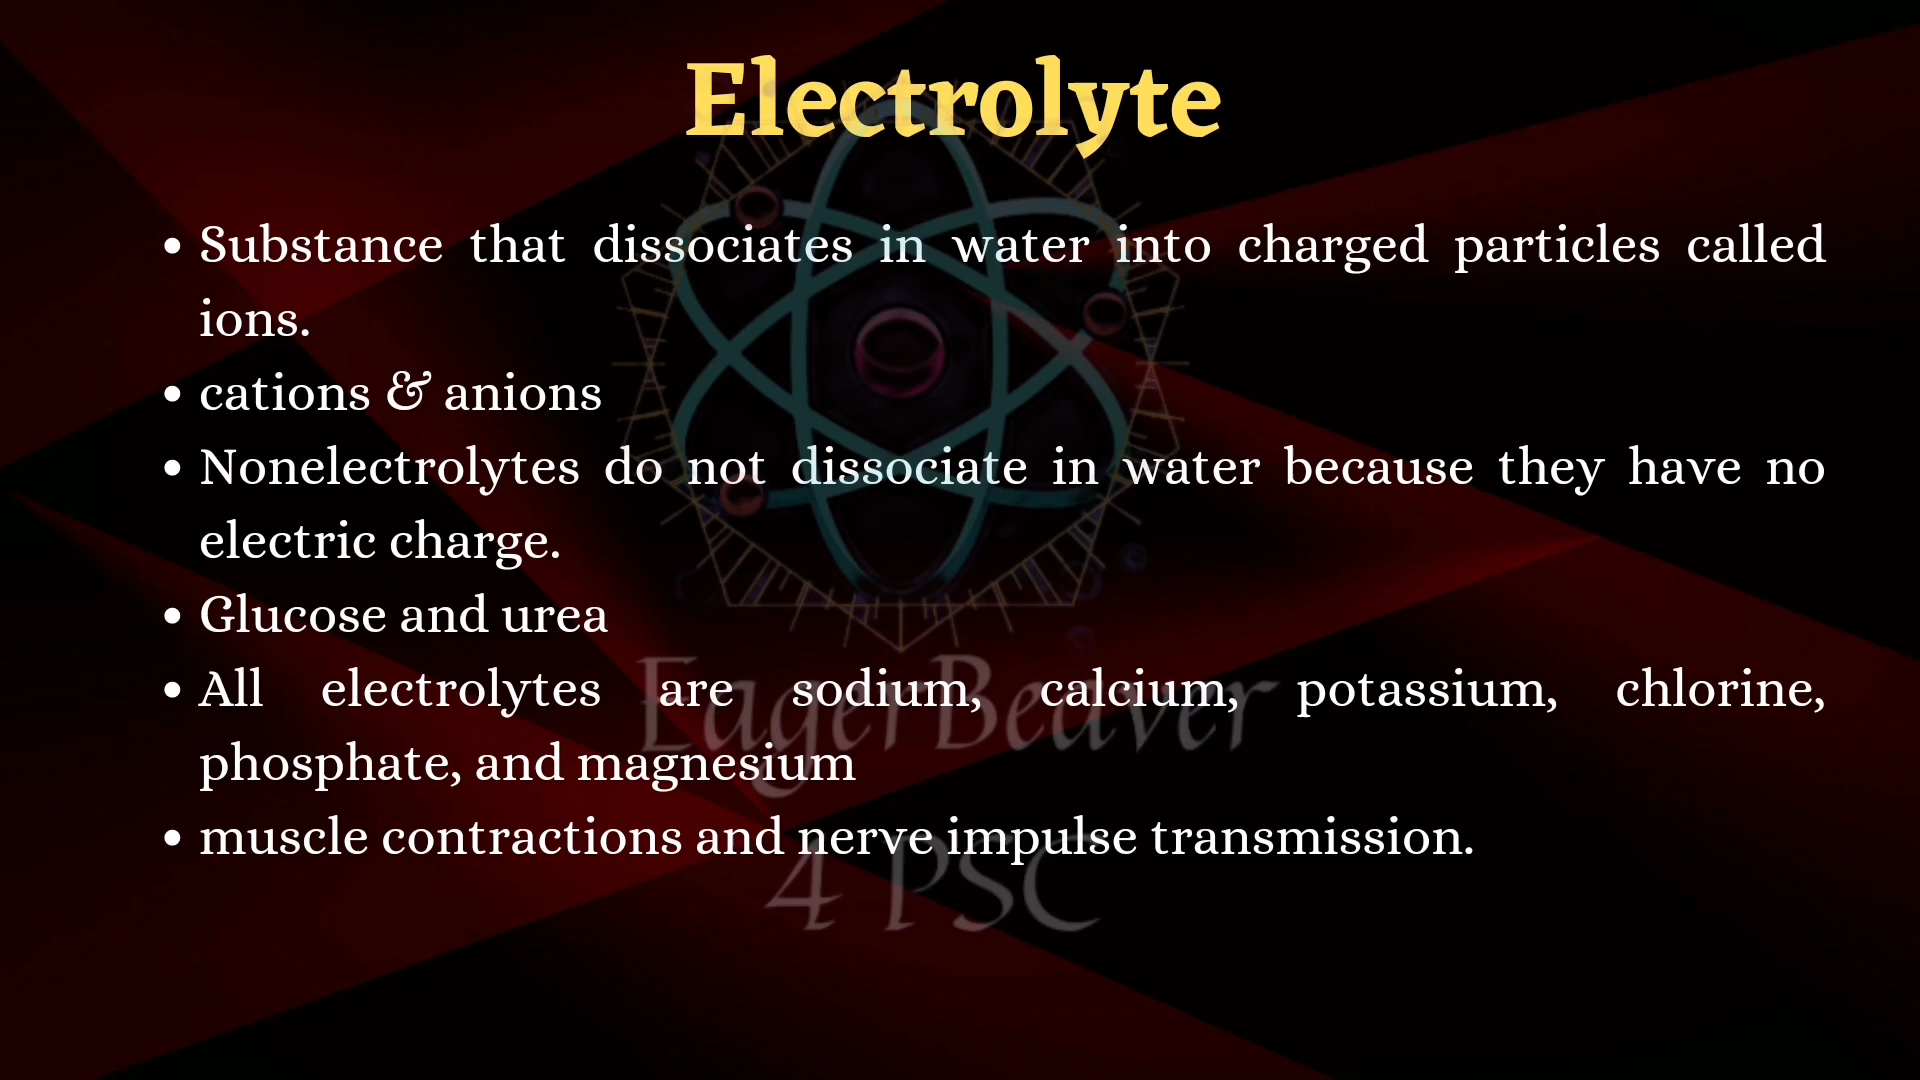 Electrolyte
• Substance that dissociates in water into charged particles called
ions.
• cations & anions
• Nonelectrolytes do not dissociate in water because they have no
electric charge.
• Glucose and urea
• All electrolytes are sodium, calcium, potassium, chlorine,
phosphate, and magnesium
• muscle contractions and nerve impulse transmission.
EagerBeaver
4 PSC